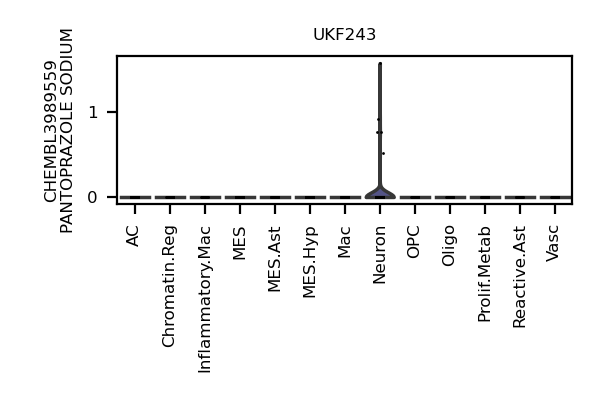 UKF243
CHEMBL3989559
PANTOPRAZOLE SODIUM
1
0
AC
Chromatin.Reg
Inflammatory.Mac
MES
MES.Ast
MES.Hyp
Mac
Neuron
OPC
Oligo
Prolif.Metab
Reactive.Ast
Vasc